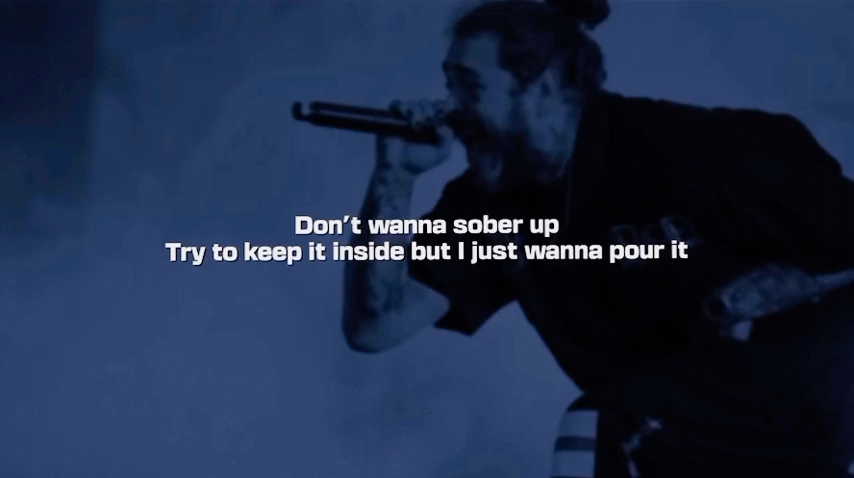 Don't wanna sober up
Try to keep it inside but I just wanna pour it